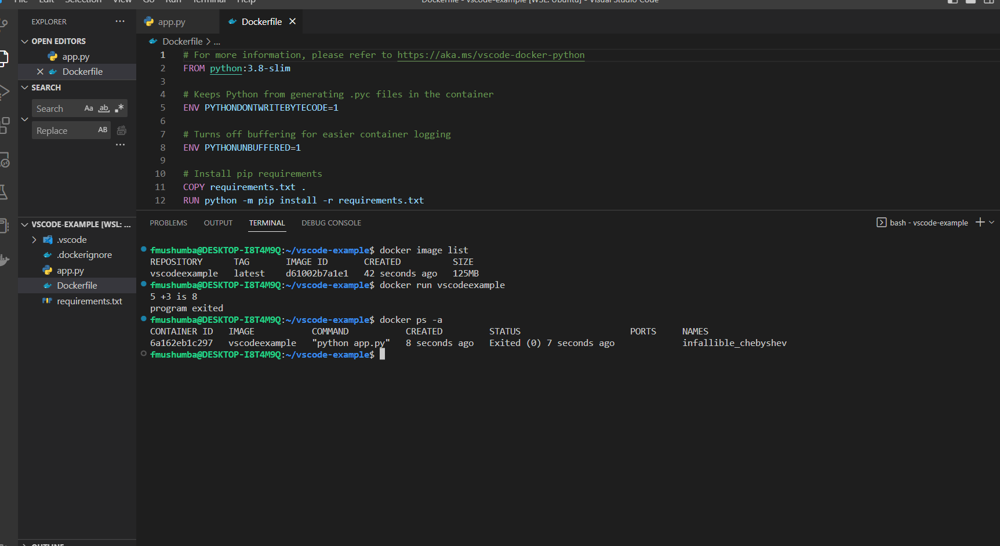 File Edit Selection View Go Run Terminal Help
Dockerfile - vscode-example [WSL: Ubuntu] - Visual Studio Code
EXPLORER
OPEN EDITORS
app.py
Dockerfile
SEARCH
Search Aa ab
Replace AB
VSCODE-EXAMPLE [WSL: ...
.vscode
.dockerignore
app.py
Dockerfile
requirements.txt
OUTLINE
app.py
Dockerfile
Dockerfile > ...
1 # For more information, please refer to https://aka.ms/vscode-docker-python
2 FROM python:3.8-slim
3
4 # Keeps Python from generating .pyc files in the container
5 ENV PYTHONDONTWRITEBYTECODE=1
6
7 # Turns off buffering for easier container logging
8 ENV PYTHONUNBUFFERED=1
9
10 # Install pip requirements
11 COPY requirements.txt .
12 RUN python -m pip install -r requirements.txt
PROBLEMS OUTPUT TERMINAL DEBUG CONSOLE
bash - vscode-example
fmushumba@DESKTOP-I8T4M9Q:~/vscode-example$ docker image list
REPOSITORY TAG IMAGE ID CREATED SIZE
vscodeexample latest d61002b7a1e1 42 seconds ago 125MB
fmushumba@DESKTOP-I8T4M9Q:~/vscode-example$ docker run vscodeexample
5 +3 is 8
program exited
fmushumba@DESKTOP-I8T4M9Q:~/vscode-example$ docker ps -a
CONTAINER ID IMAGE COMMAND CREATED STATUS PORTS NAMES
6a162eb1c297 vscodeexample "python app.py" 8 seconds ago Exited (0) 7 seconds ago infallible_chebyshev
fmushumba@DESKTOP-I8T4M9Q:~/vscode-example$